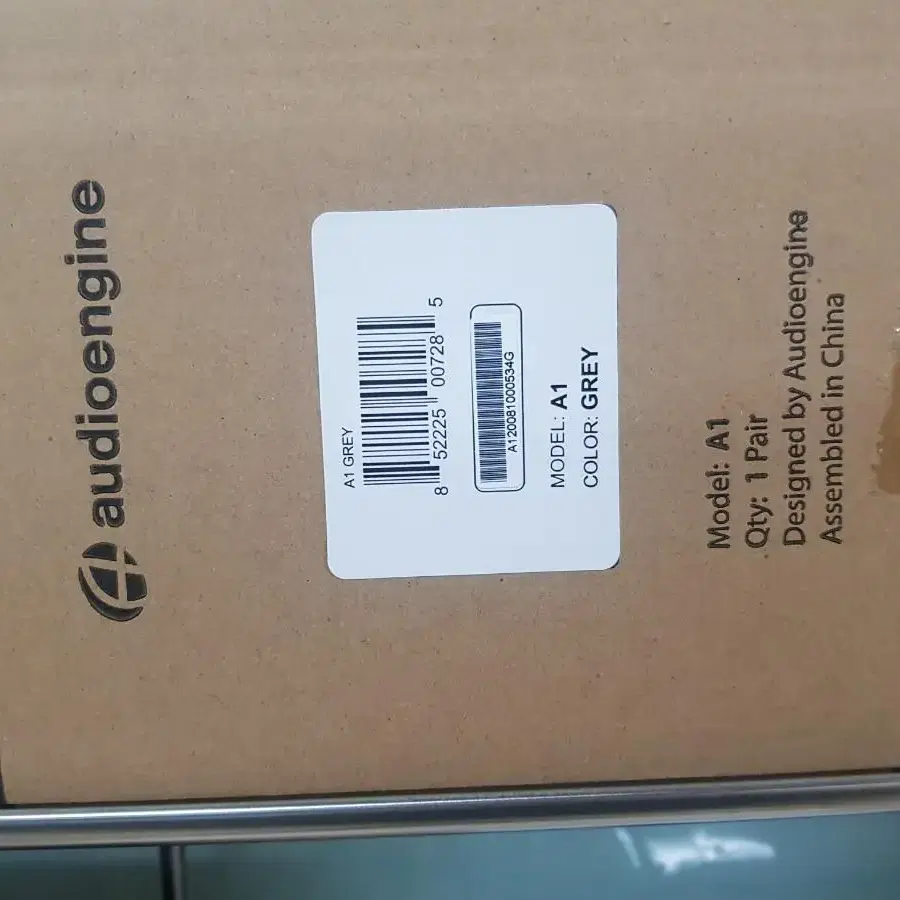 audioengine
A1 GREY
8 52225 00728 5
A1200810000534G
MODEL: A1
COLOR: GREY
Model: A1
Qty: 1 Pair
Designed by Audioengine
Assembled in China